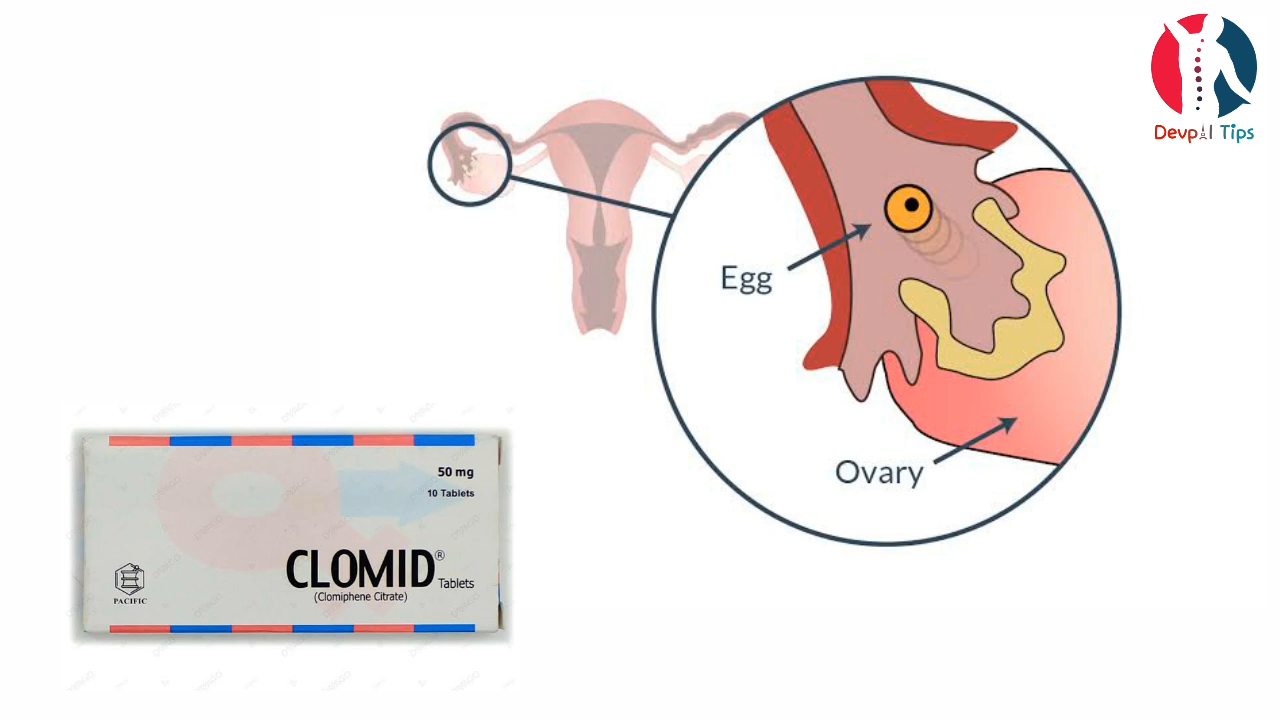 Devpal Tips
Egg
Ovary
50 mg
10 Tablets
CLOMID®
Tablets
(Clomiphene Citrate)
PACIFIC